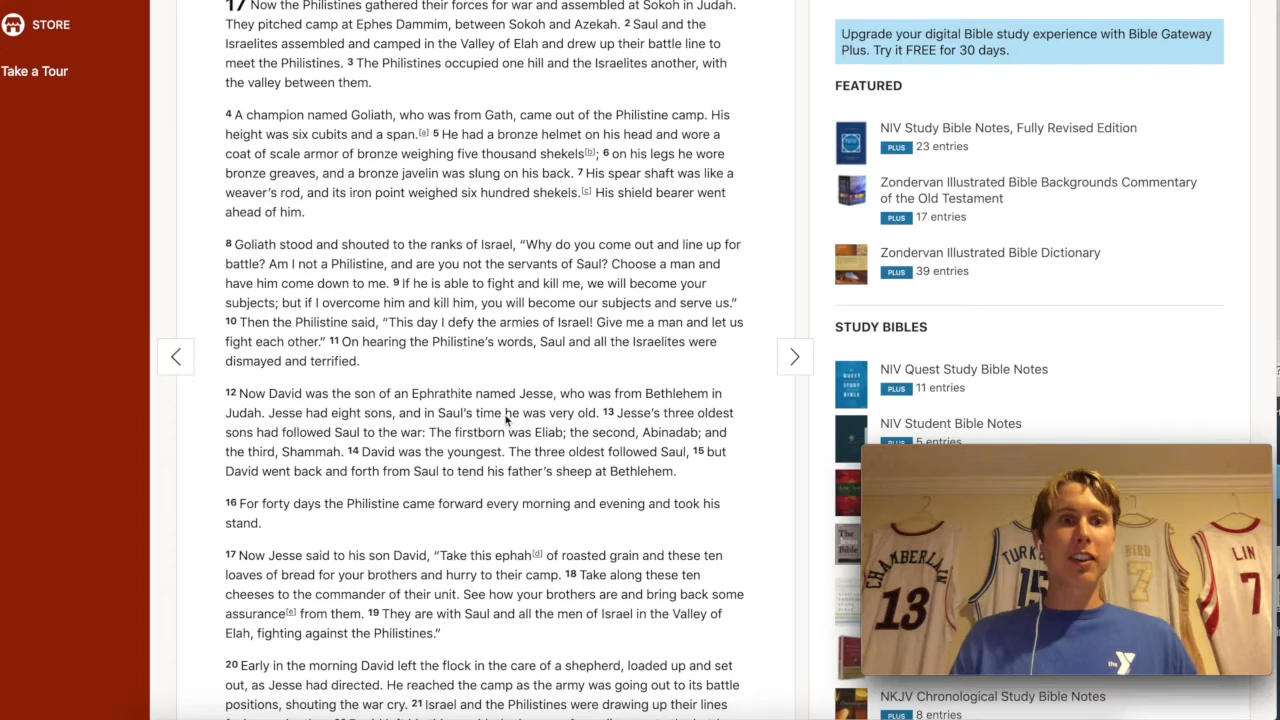 STORE
Take a Tour
17 Now the Philistines gathered their forces for war and assembled at Sokoh in Judah.
They pitched camp at Ephes Dammim, between Sokoh and Azekah. 2 Saul and the
Israelites assembled and camped in the Valley of Elah and drew up their battle line to
meet the Philistines. 3 The Philistines occupied one hill and the Israelites another, with
the valley between them.
4 A champion named Goliath, who was from Gath, came out of the Philistine camp. His
height was six cubits and a span.[a] 5 He had a bronze helmet on his head and wore a
coat of scale armor of bronze weighing five thousand shekels[b]; 6 on his legs he wore
bronze greaves, and a bronze javelin was slung on his back. 7 His spear shaft was like a
weaver's rod, and its iron point weighed six hundred shekels.[c] His shield bearer went
ahead of him.
8 Goliath stood and shouted to the ranks of Israel, “Why do you come out and line up for
battle? Am I not a Philistine, and are you not the servants of Saul? Choose a man and
have him come down to me. 9 If he is able to fight and kill me, we will become your
subjects; but if I overcome him and kill him, you will become our subjects and serve us.”
10 Then the Philistine said, “This day I defy the armies of Israel! Give me a man and let us
fight each other.” 11 On hearing the Philistine's words, Saul and all the Israelites were
dismayed and terrified.
12 Now David was the son of an Ephrathite named Jesse, who was from Bethlehem in
Judah. Jesse had eight sons, and in Saul's time he was very old. 13 Jesse's three oldest
sons had followed Saul to the war: The firstborn was Eliab; the second, Abinadab; and
the third, Shammah. 14 David was the youngest. The three oldest followed Saul, 15 but
David went back and forth from Saul to tend his father's sheep at Bethlehem.
16 For forty days the Philistine came forward every morning and evening and took his
stand.
17 Now Jesse said to his son David, “Take this ephah[d] of roasted grain and these ten
loaves of bread for your brothers and hurry to their camp. 18 Take along these ten
cheeses to the commander of their unit. See how your brothers are and bring back some
assurance[e] from them. 19 They are with Saul and all the men of Israel in the Valley of
Elah, fighting against the Philistines.”
20 Early in the morning David left the flock in the care of a shepherd, loaded up and set
out, as Jesse had directed. He reached the camp as the army was going out to its battle
positions, shouting the war cry. 21 Israel and the Philistines were drawing up their lines
Upgrade your digital Bible study experience with Bible Gateway
Plus. Try it FREE for 30 days.
FEATURED
NIV Study Bible Notes, Fully Revised Edition
PLUS 23 entries
Zondervan Illustrated Bible Backgrounds Commentary
of the Old Testament
PLUS 17 entries
Zondervan Illustrated Bible Dictionary
PLUS 39 entries
STUDY BIBLES
QUEST
STUDY
BIBLE
NIV Quest Study Bible Notes
PLUS 11 entries
NIV Student Bible Notes
PLUS 5 entries
The
Bible
NKJV Chronological Study Bible Notes
PLUS 8 entries
CHAMBERLIN
13
TURK
15
BIRD
LIN
7
the Y